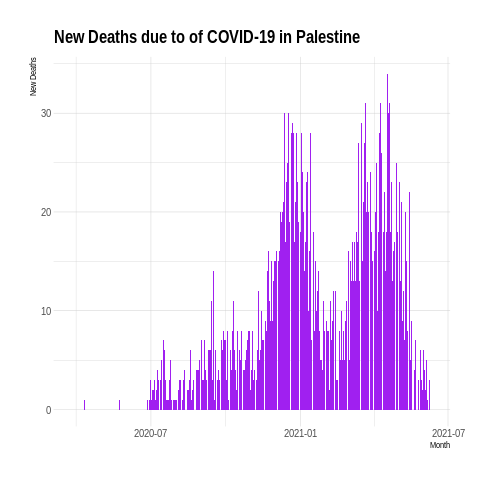 New Deaths due to of COVID-19 in Palestine
New Deaths
30
20
10
0
2020-07
2021-01
2021-07
Month